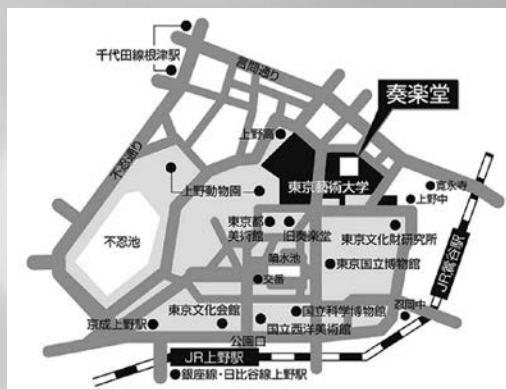 千代田線根津駅
言問通り
奏楽堂
上野高
不忍通り
上野動物園
東京藝術大学
寛永寺
上野中
不忍池
東京都
美術館
旧奏楽堂
東京文化財研究所
噴水池
東京国立博物館
JR鶯谷駅
交番
東京文化会館
国立科学博物館
忍岡中
京成上野駅
国立西洋美術館
公園口
JR上野駅
銀座線・日比谷線上野駅